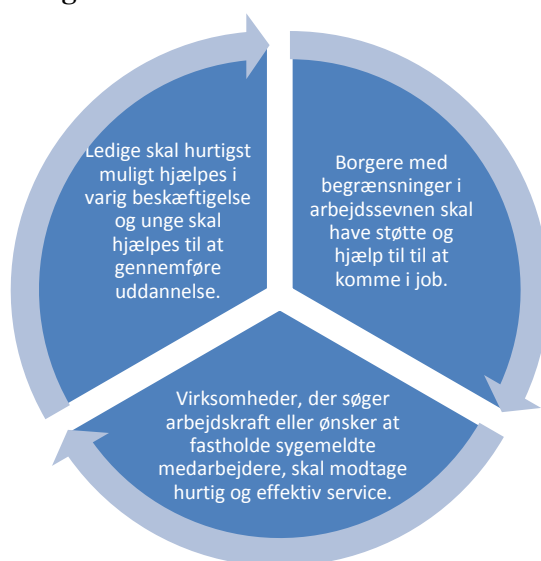 Ledige skal hurtigst
muligt hjælpes i
varig beskæftigelse
og unge skal
hjælpes til at
gennemføre
uddannelse.
Borgere med
begrænsninger i
arbejdssevnen skal
have støtte og
hjælp til til at
komme i job.
Virksomheder, der søger
arbejdskraft eller ønsker at
fastholde sygemeldte
medarbejdere, skal modtage
hurtig og effektiv service.